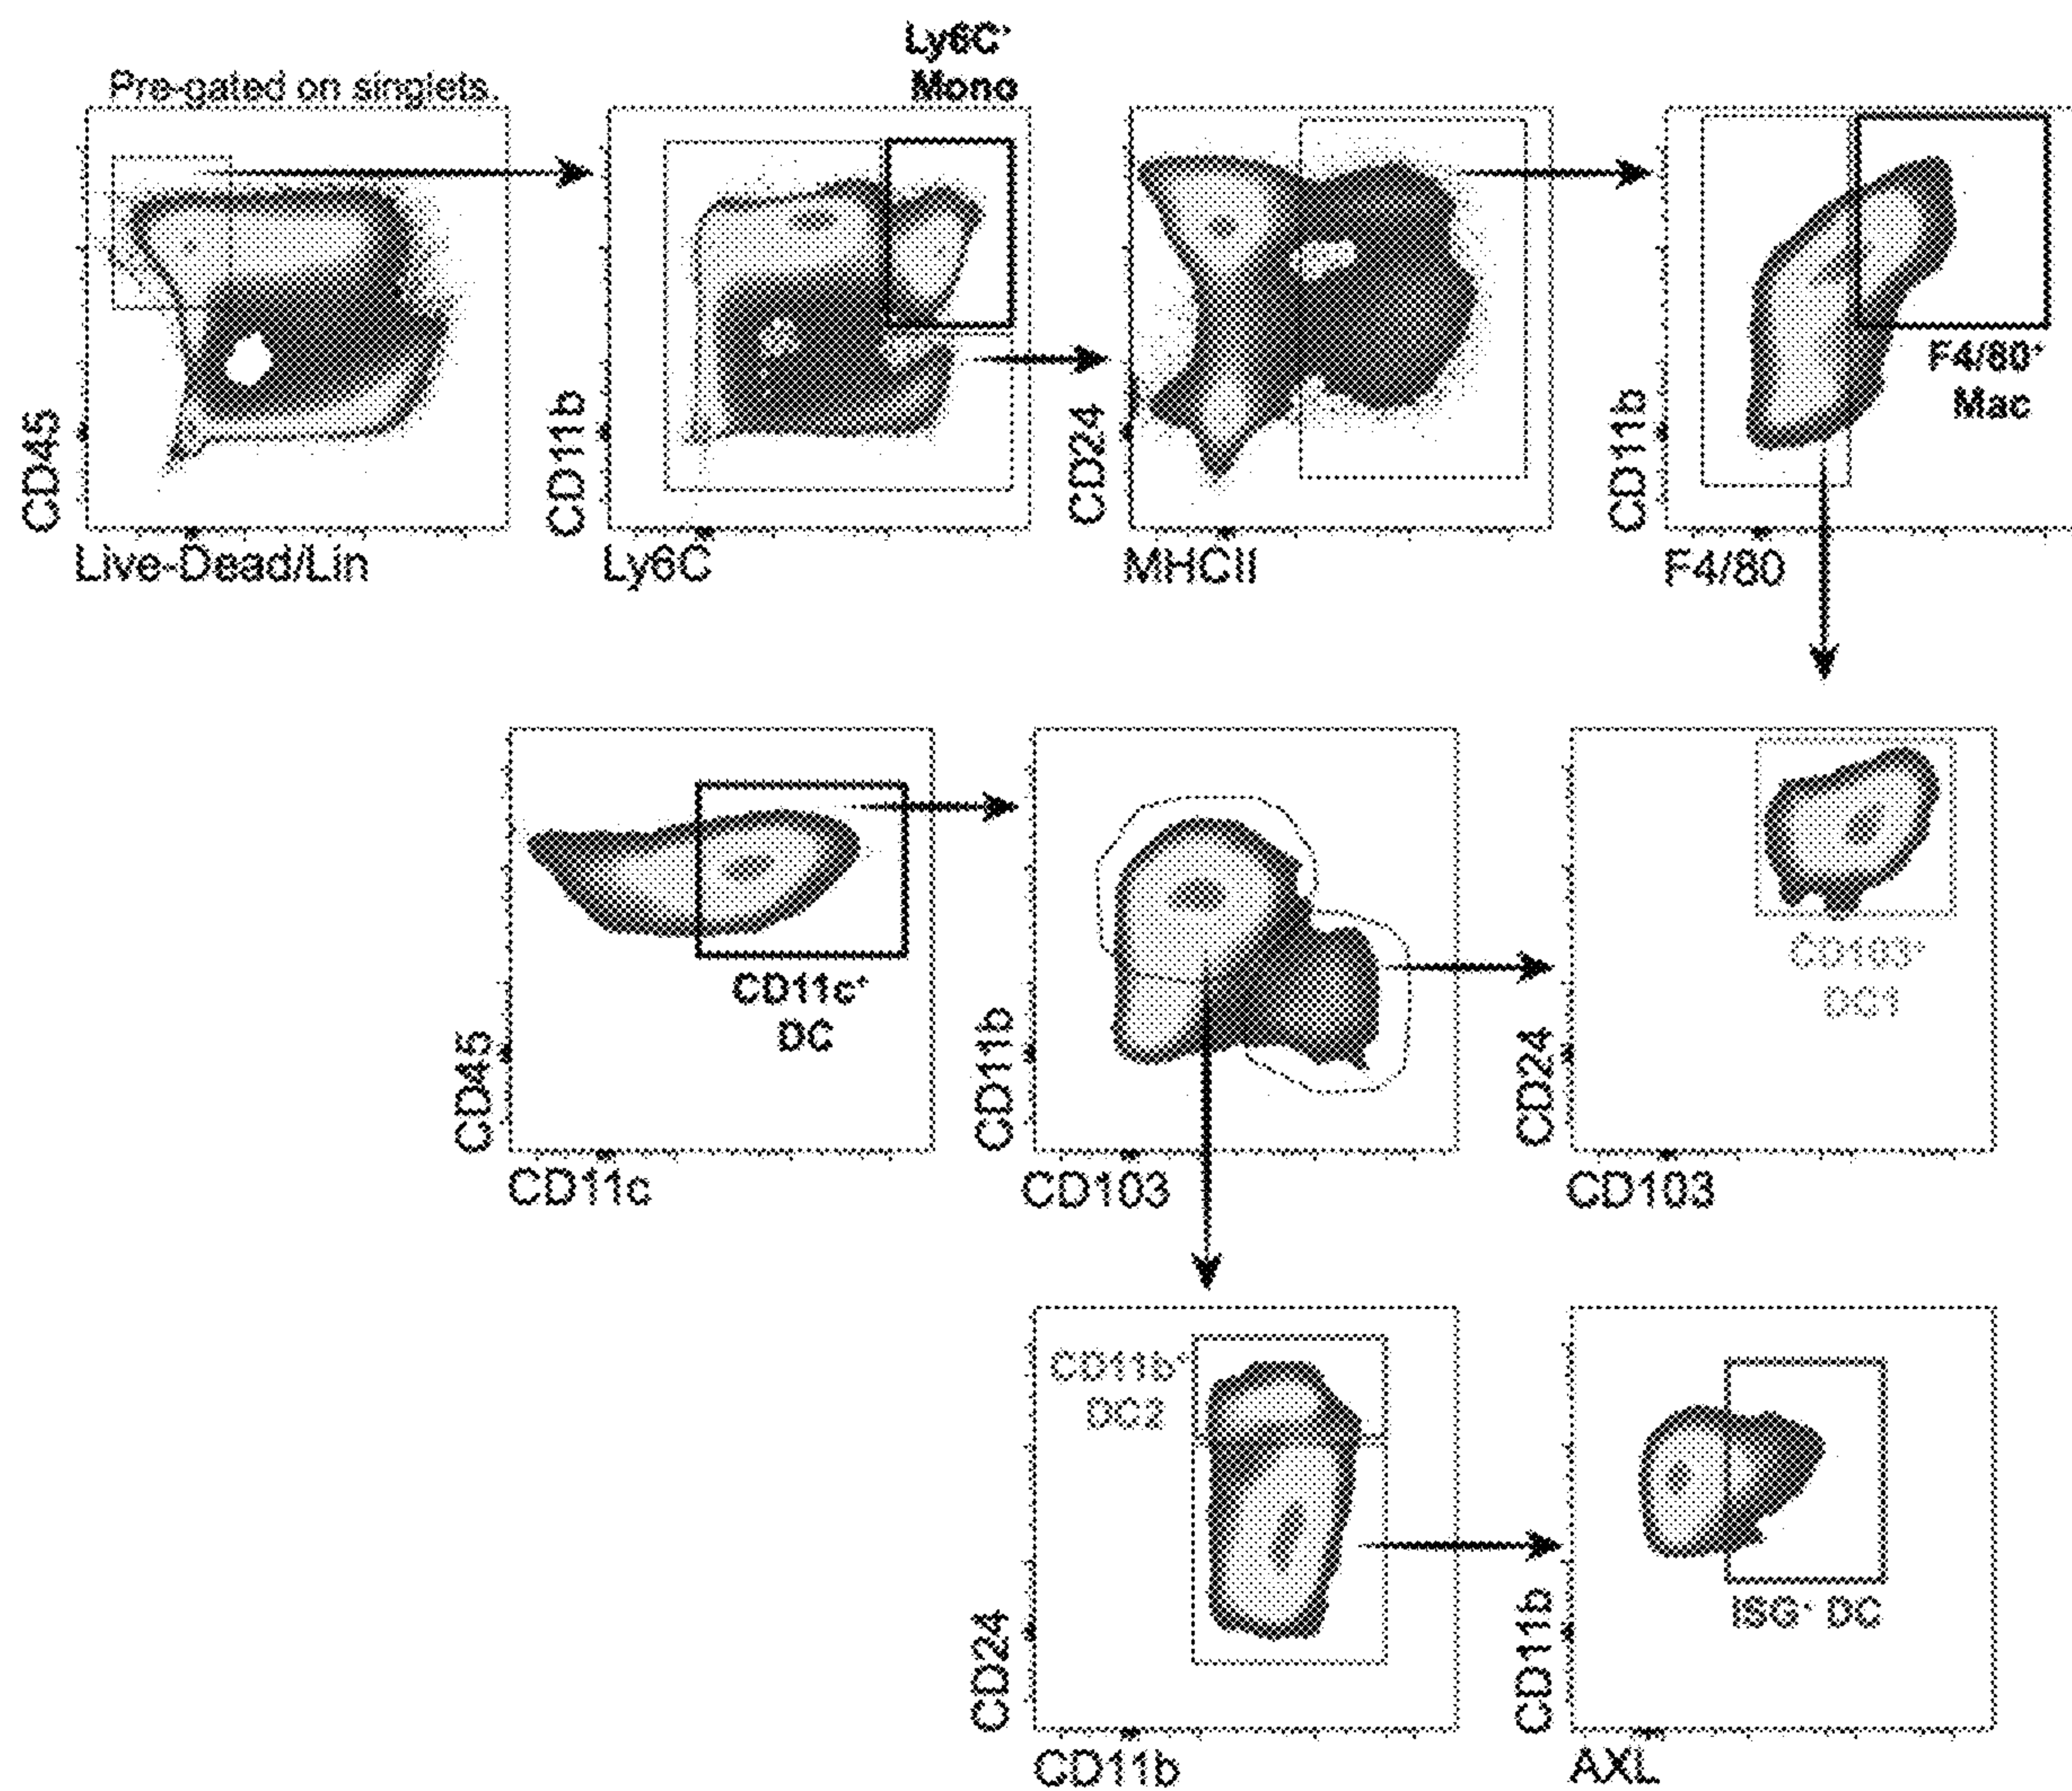 Ly6C⁺
Mono
Pre-gated on singlets
CD45
Live-Dead/Lin
CD11b
Ly6C
CD24
MHCII
CD11b
F4/80
F4/80⁺
Mac
CD45
CD11c
CD11c⁺
DC
CD11b
CD103
CD24
CD103
CD103⁺
DC1
CD24
CD11b
CD11b⁺
DC2
CD11b
AXL
ISG⁺ DC